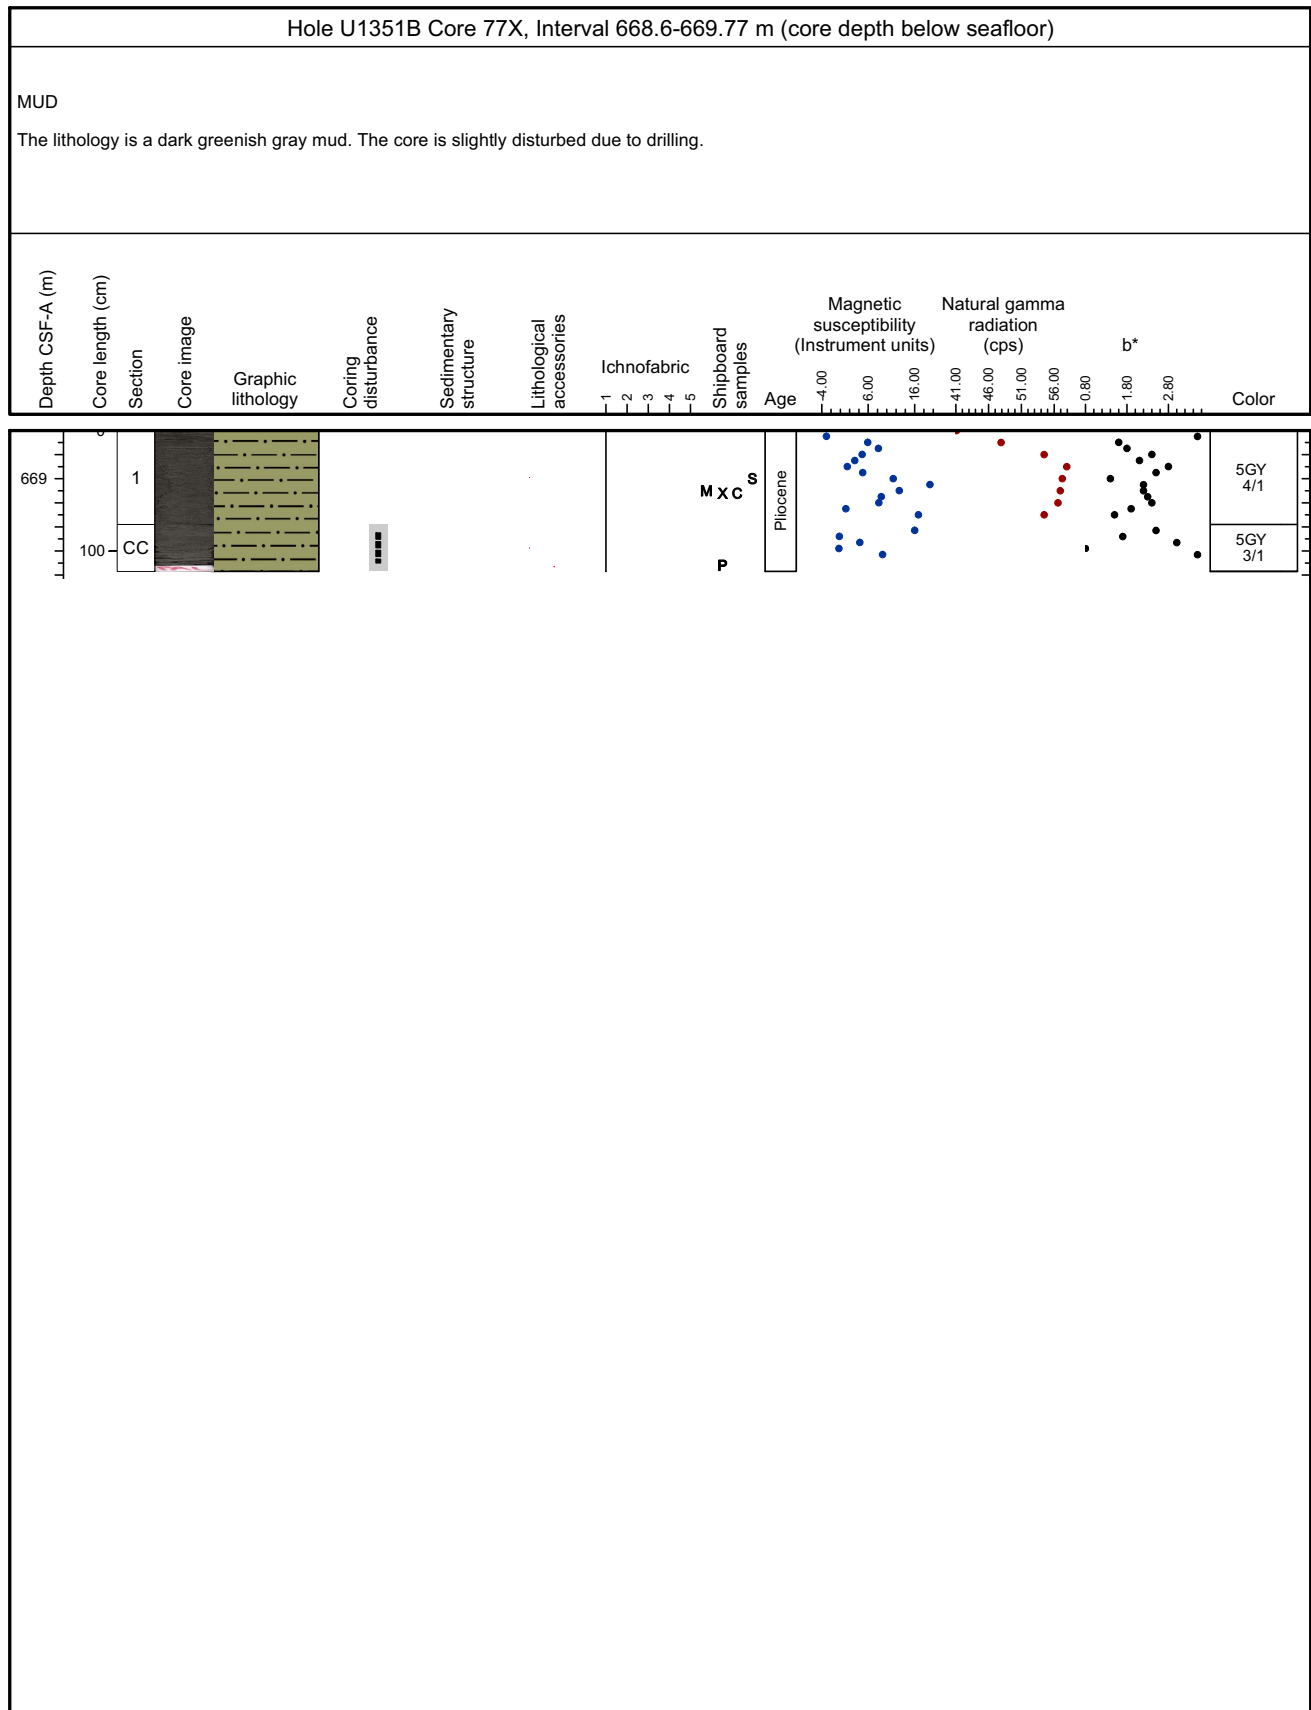 Hole U1351B Core 77X, Interval 668.6-669.77 m (core depth below seafloor)
MUD
The lithology is a dark greenish gray mud. The core is slightly disturbed due to drilling.
Depth CSF-A (m)
Core length (cm)
Section
Core image
Graphic
lithology
Coring
disturbance
Sedimentary
structure
Lithological
accessories
Ichnofabric
1 2 3 4 5
Shipboard
samples
Age
Magnetic
susceptibility
(Instrument units)
-4.00 6.00 16.00
Natural gamma
radiation
(cps)
41.00 46.00 51.00 56.00
b*
0.80 1.80 2.80
Color
0
669
100
1
CC
S
M X C
P
Pliocene
5GY
4/1
5GY
3/1